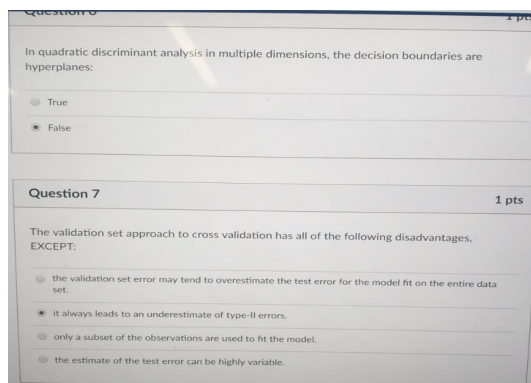 Question 6
1 pts
In quadratic discriminant analysis in multiple dimensions, the decision boundaries are
hyperplanes:
True
False
Question 7
1 pts
The validation set approach to cross validation has all of the following disadvantages,
EXCEPT:
the validation set error may tend to overestimate the test error for the model fit on the entire data
set.
it always leads to an underestimate of type-II errors.
only a subset of the observations are used to fit the model.
the estimate of the test error can be highly variable.